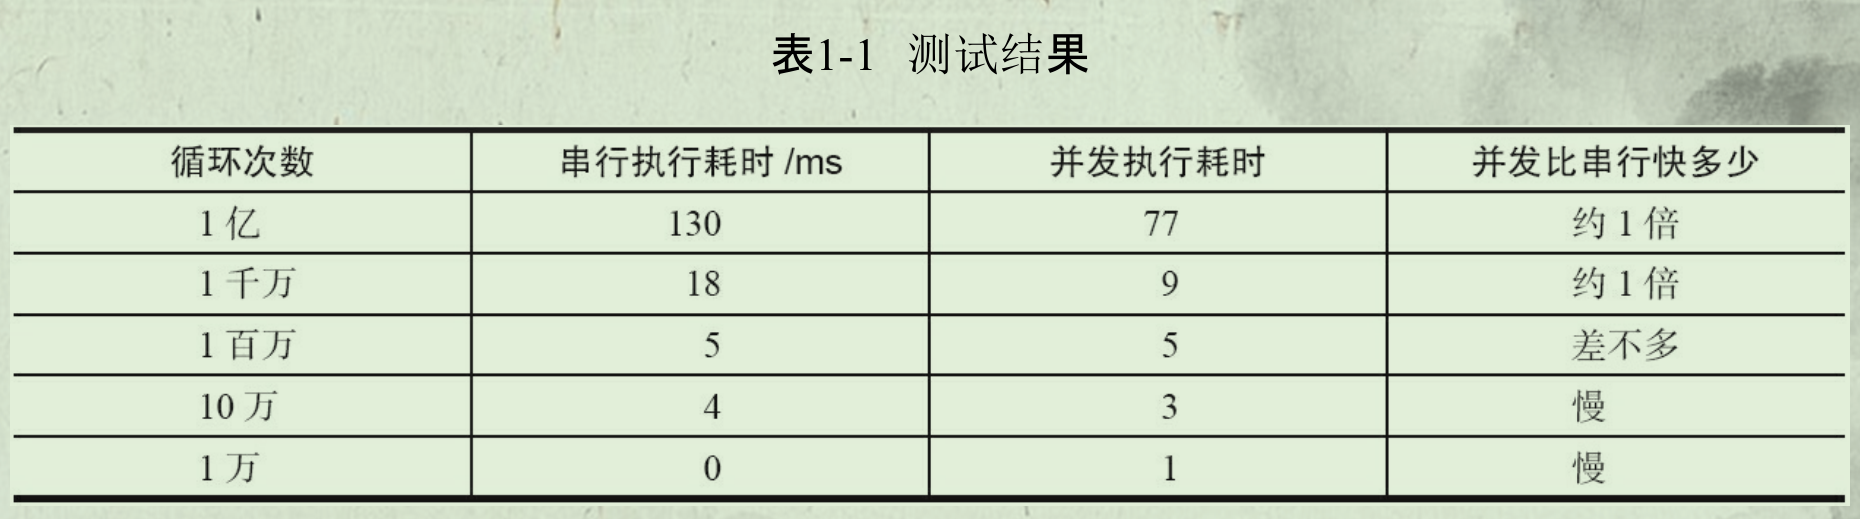 表1-1 测试结果
循环次数 串行执行耗时 /ms 并发执行耗时 并发比串行快多少
1 亿 130 77 约 1 倍
1 千万 18 9 约 1 倍
1 百万 5 5 差不多
10 万 4 3 慢
1 万 0 1 慢